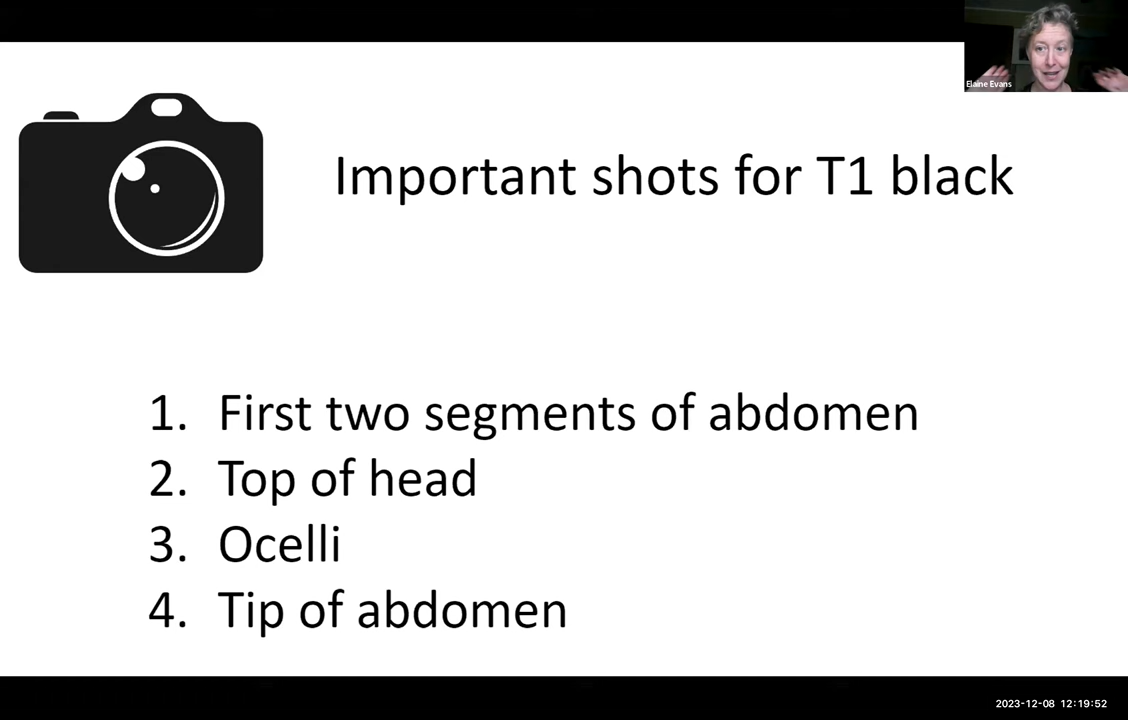 Elaine Evans
Important shots for T1 black
1. First two segments of abdomen
2. Top of head
3. Ocelli
4. Tip of abdomen
2023-12-08 12:19:52